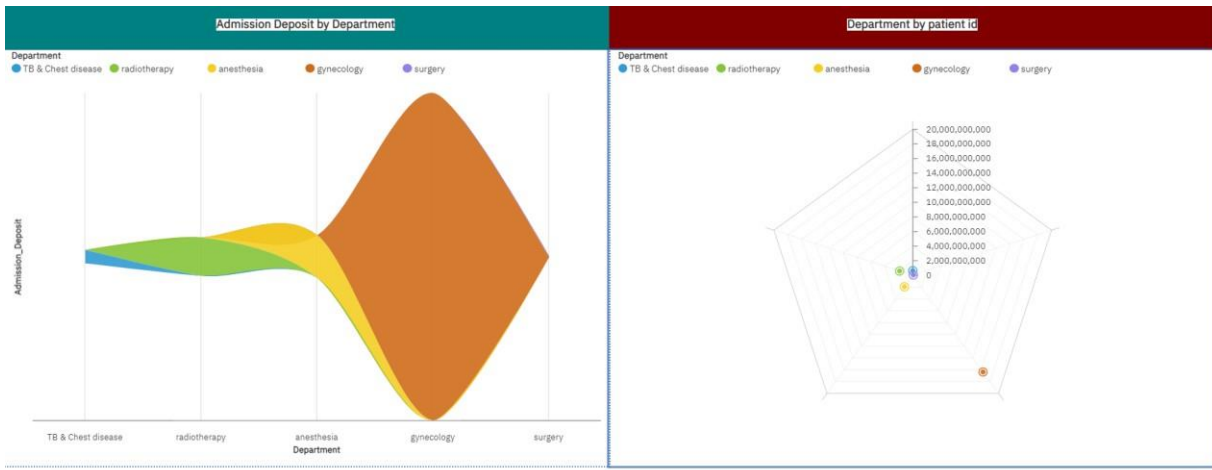 Admission Deposit by Department
Department
TB & Chest disease radiotherapy anesthesia gynecology surgery
Admission_Deposit
TB & Chest disease radiotherapy anesthesia gynecology surgery
Department
Department by patient id
Department
TB & Chest disease radiotherapy anesthesia gynecology surgery
20,000,000,000
18,000,000,000
16,000,000,000
14,000,000,000
12,000,000,000
10,000,000,000
8,000,000,000
6,000,000,000
4,000,000,000
2,000,000,000
0